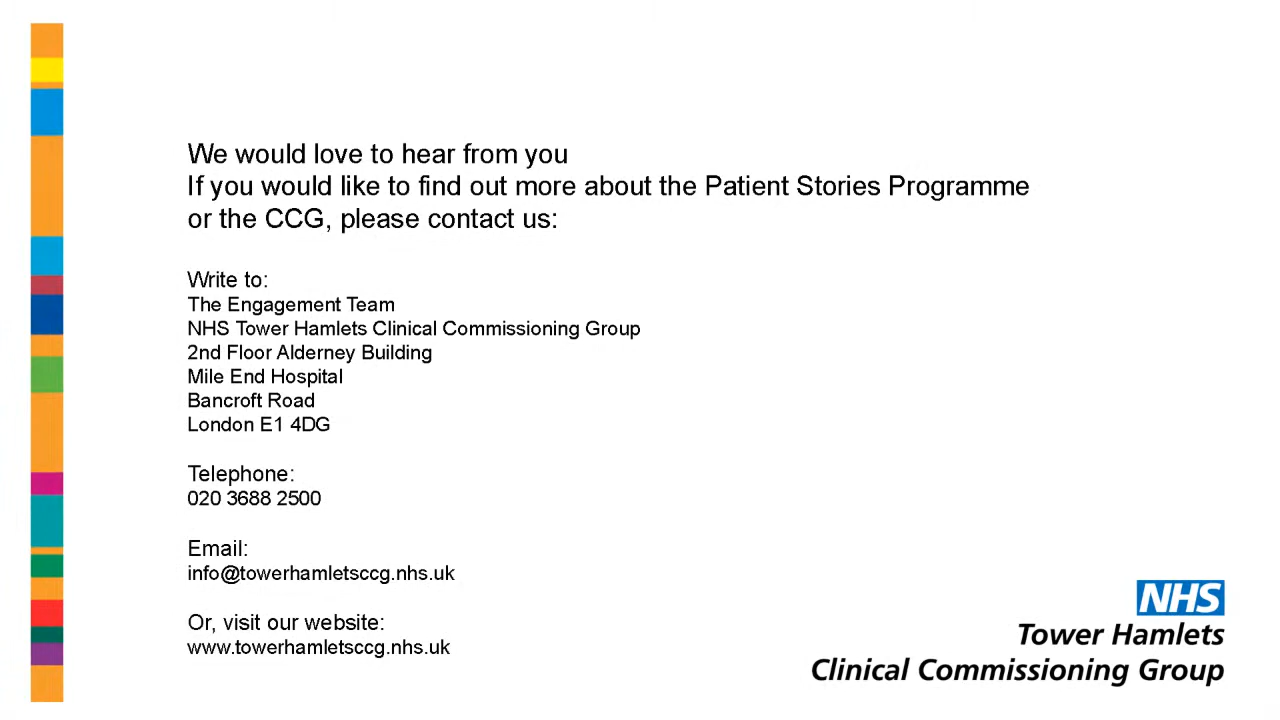 We would love to hear from you
If you would like to find out more about the Patient Stories Programme
or the CCG, please contact us:
Write to:
The Engagement Team
NHS Tower Hamlets Clinical Commissioning Group
2nd Floor Alderney Building
Mile End Hospital
Bancroft Road
London E1 4DG
Telephone:
020 3688 2500
Email:
info@towerhamletsccg.nhs.uk
Or, visit our website:
www.towerhamletsccg.nhs.uk
NHS
Tower Hamlets
Clinical Commissioning Group